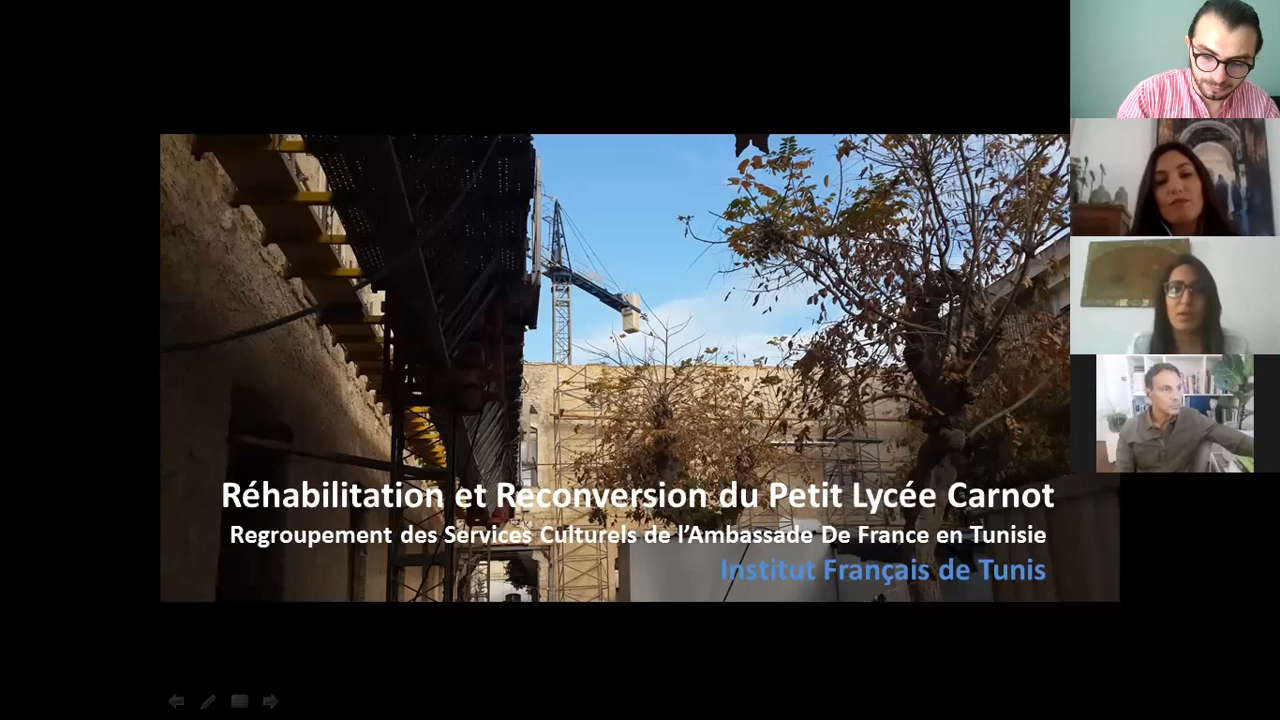 Réhabilitation et Reconversion du Petit Lycée Carnot
Regroupement des Services Culturels de l'Ambassade De France en Tunisie
Institut Français de Tunis